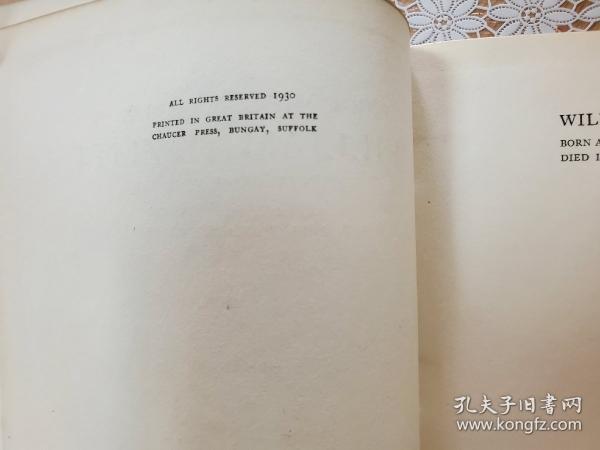 ALL RIGHTS RESERVED 1930
PRINTED IN GREAT BRITAIN AT THE
CHAUCER PRESS, BUNGAY, SUFFOLK
WILL
BORN A
DIED I
孔夫子旧书网
www.kongfz.com